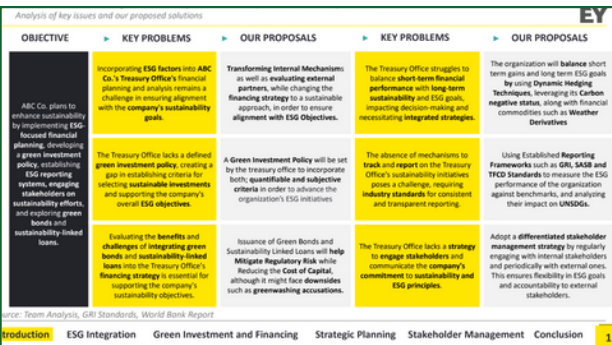 Analysis of key issues and our proposed solutions
EY
OBJECTIVE
KEY PROBLEMS
OUR PROPOSALS
KEY PROBLEMS
OUR PROPOSALS
ABC Co. plans to
enhance sustainability
by implementing ESG-
focused financial
planning, developing
a green investment
policy, establishing
ESG reporting
systems, engaging
stakeholders on
sustainability efforts,
and exploring green
bonds and
sustainability-linked
loans.
Incorporating ESG factors into ABC
Co.'s Treasury Office's financial
planning and analysis remains a
challenge in ensuring alignment
with the company's sustainability
goals.
Transforming Internal Mechanisms
as well as evaluating external
partners, while changing the
financing strategy to a sustainable
approach, in order to ensure
alignment with ESG Objectives.
The Treasury Office struggles to
balance short-term financial
performance with long-term
sustainability and ESG goals,
impacting decision-making and
necessitating integrated strategies.
The organization will balance short
term gains and long term ESG goals
by using Dynamic Hedging
Techniques, leveraging its Carbon
negative status, along with financial
commodities such as Weather
Derivatives
The Treasury Office lacks a defined
green investment policy, creating a
gap in establishing criteria for
selecting sustainable investments
and supporting the company's
overall ESG objectives.
A Green Investment Policy will be set
by the treasury office to incorporate
both; quantifiable and subjective
criteria in order to advance the
organization's ESG initiatives
The absence of mechanisms to
track and report on the Treasury
Office's sustainability initiatives
poses a challenge, requiring
industry standards for consistent
and transparent reporting.
Using Established Reporting
Frameworks such as GRI, SASB and
TFCD Standards to measure the ESG
performance of the organization
against benchmarks, and analyzing
their impact on UNSDGs.
Evaluating the benefits and
challenges of integrating green
bonds and sustainability-linked
loans into the Treasury Office's
financing strategy is essential for
supporting the company's
sustainability objectives.
Issuance of Green Bonds and
Sustainability Linked Loans will help
Mitigate Regulatory Risk while
Reducing the Cost of Capital,
although it might face downsides
such as greenwashing accusations.
The Treasury Office lacks a strategy
to engage stakeholders and
communicate the company's
commitment to sustainability and
ESG principles.
Adopt a differentiated stakeholder
management strategy by regularly
engaging with internal stakeholders
and periodically with external ones.
This ensures flexibility in ESG goals
and accountability to external
stakeholders.
urce: Team Analysis, GRI Standards, World Bank Report
troduction ESG Integration Green Investment and Financing Strategic Planning Stakeholder Management Conclusion 1